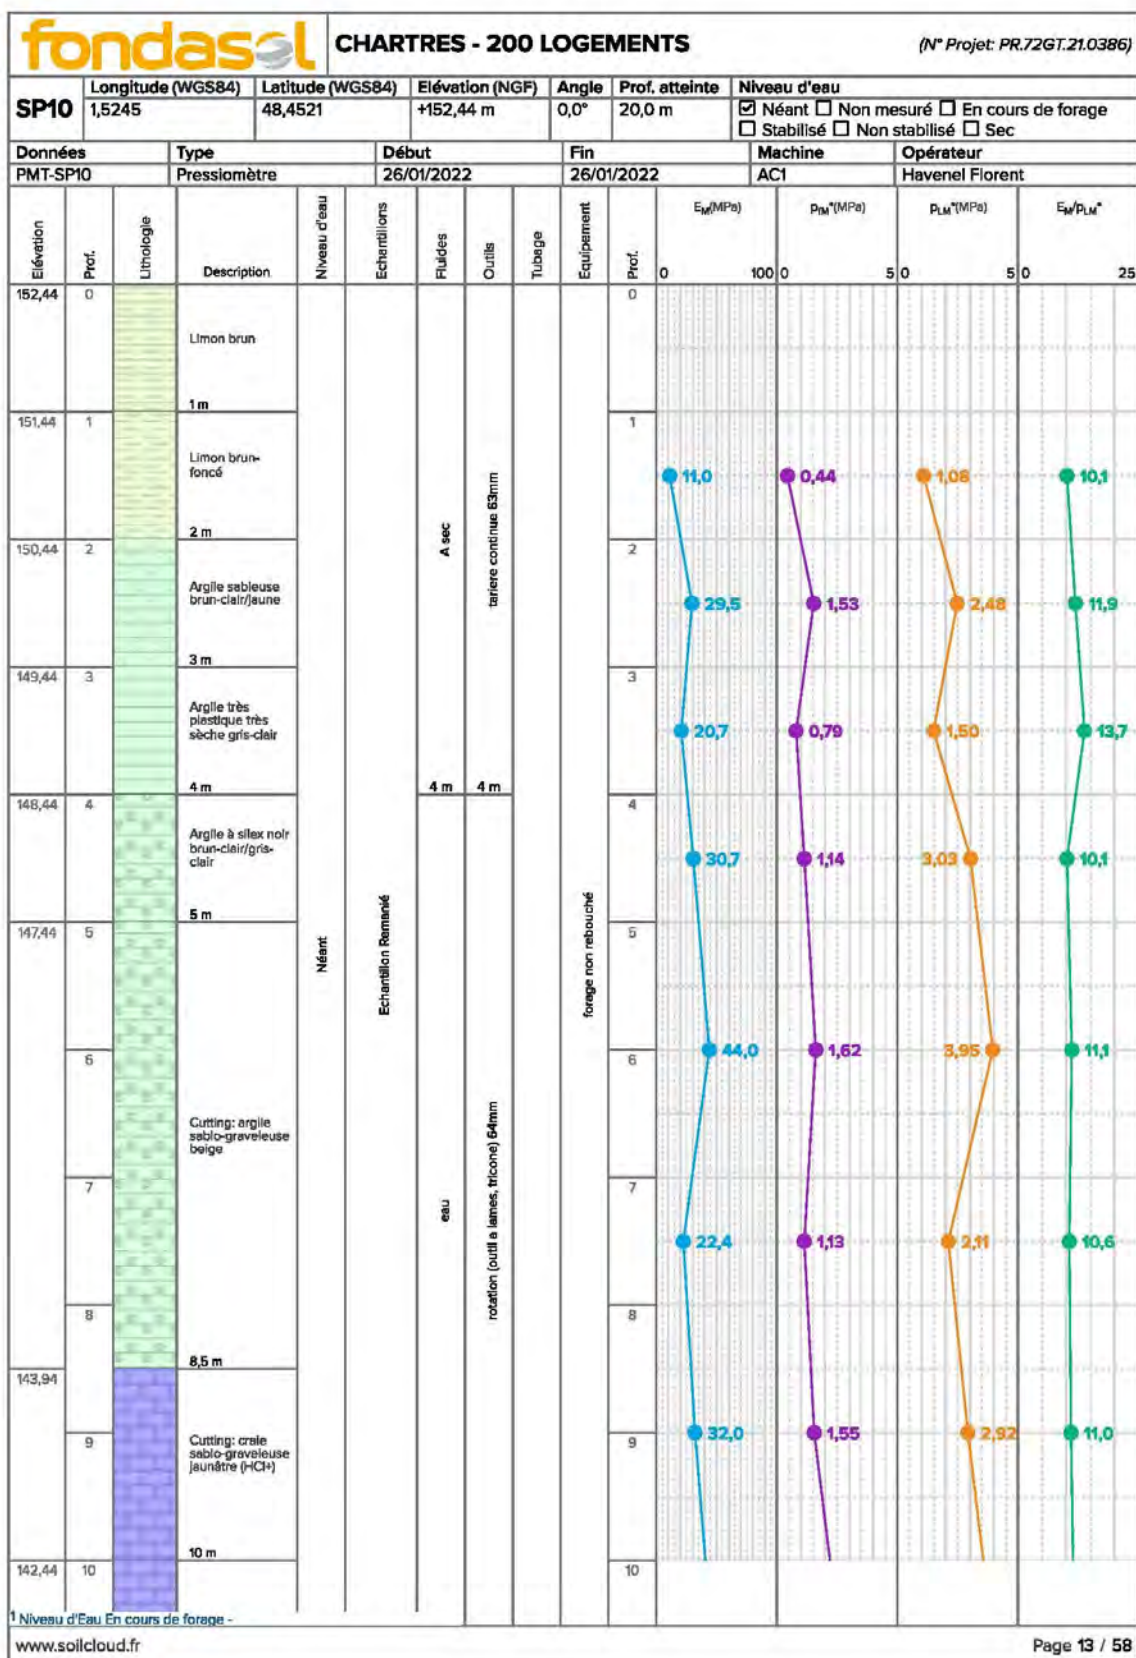 fondasol
CHARTRES - 200 LOGEMENTS
(N° Projet: PR.72GT.21.0386)
SP10
Longitude (WGS84) Latitude (WGS84) Elévation (NGF) Angle Prof. atteinte Niveau d'eau
1,5245 48,4521 +152,44 m 0,0° 20,0 m ☑ Néant ☐ Non mesuré ☐ En cours de forage
☐ Stabilisé ☐ Non stabilisé ☐ Sec
Données Type Début Fin Machine Opérateur
PMT-SP10 Pressiomètre 26/01/2022 26/01/2022 AC1 Havenel Florent
Elévation Prof. Lithologie Description Niveau d'eau Echantillons Fluides Outils Tubage Equipement Prof. EM(MPa) pfM*(MPa) pLM*(MPa) EM/pLM*
0 100 0 5 0 5 0 25
152,44 0 0
Limon brun
1 m
151,44 1 1
Limon brun-
foncé
11,0 0,44 1,08 10,1
2 m
150,44 2 2
A sec
tariere continue 63mm
Argile sableuse
brun-clair/jaune
29,5 1,53 2,48 11,9
3 m
149,44 3 3
Argile très
plastique très
sèche gris-clair
20,7 0,79 1,50 13,7
4 m 4 m 4 m
148,44 4 4
Argile à silex noir
brun-clair/gris-
clair
30,7 1,14 3,03 10,1
5 m
147,44 5 5
Néant
Echantillon Remanié
forage non rebouché
6 6
44,0 1,62 3,95 11,1
Cutting: argile
sablo-graveleuse
beige
7 7
eau
rotation (outil a lames, tricone) 64mm
22,4 1,13 2,11 10,6
8 8
8,5 m
143,94
9 9
Cutting: craie
sablo-graveleuse
jaunâtre (HCl+)
32,0 1,55 2,92 11,0
10 m
142,44 10 10
1 Niveau d'Eau En cours de forage -
www.soilcloud.fr
Page 13 / 58